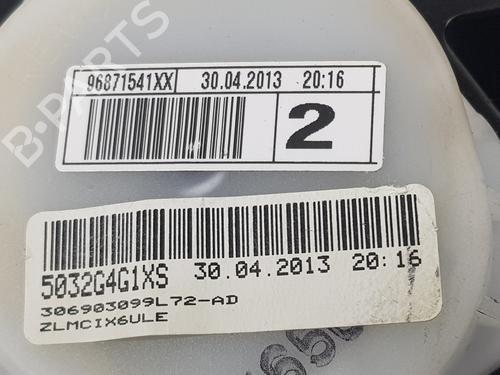 96871541XX 30.04.2013 20:16
2
5032G4G1XS 30.04.2013 20:16
306903099L72-AD
ZLMCIX6ULE
B-PARTS